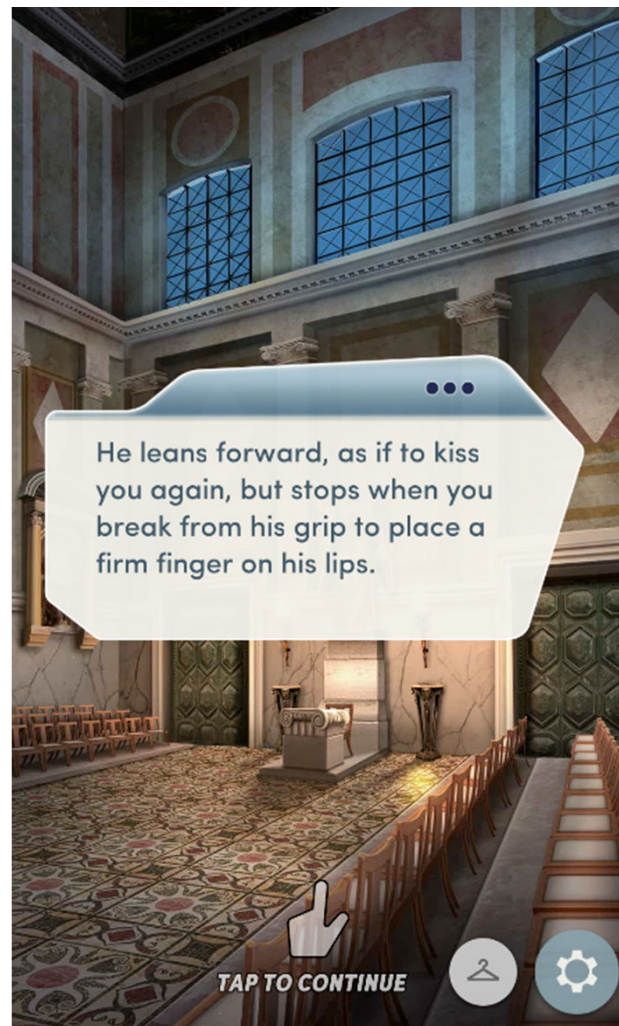 He leans forward, as if to kiss
you again, but stops when you
break from his grip to place a
firm finger on his lips.
TAP TO CONTINUE